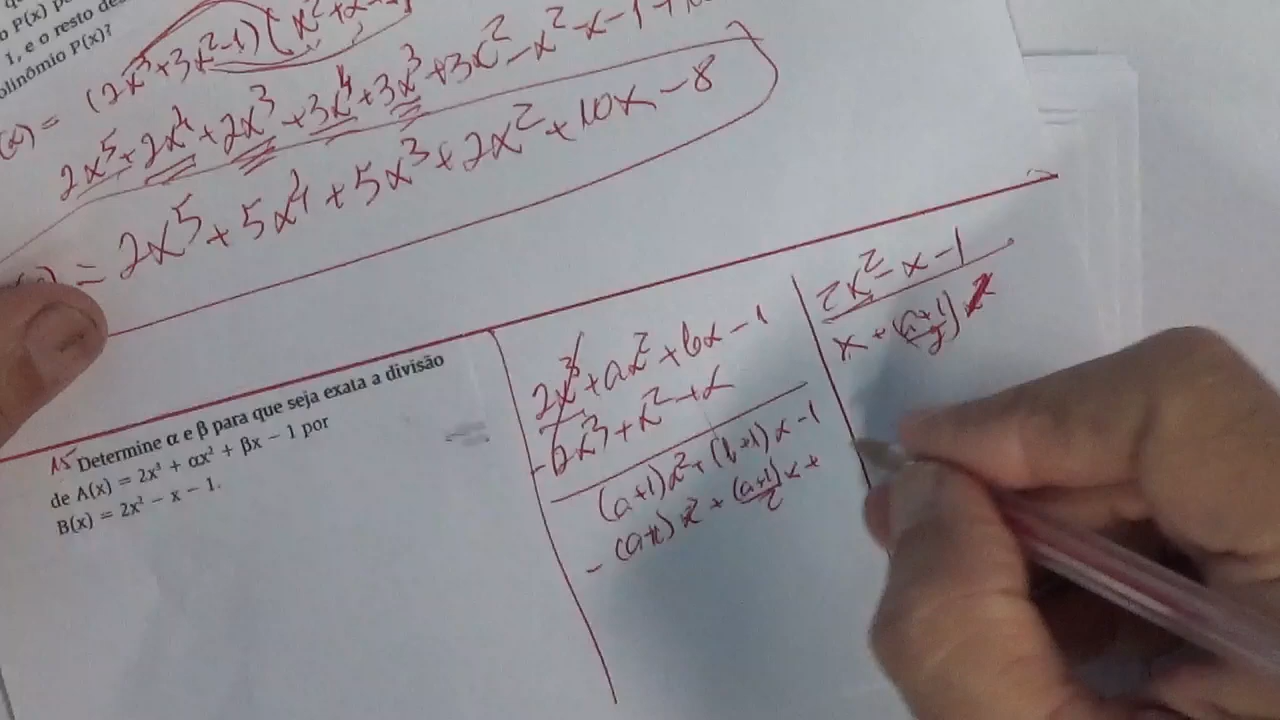 o P(x)
1, e o resto de
olinômio P(x)?
(2x³+3x²-1)(x²+x
2x⁵+2x⁴+2x³+3x⁴+3x³+3x²-x²-x-1+
= 2x⁵+5x⁴+5x³+2x²+10x-8
15 Determine α e β para que seja exata a divisão
de A(x) = 2x³ + αx² + βx − 1 por
B(x) = 2x² − x − 1.
2x³+ax²+bx-1
2x²-x-1
-2x³+x²+x
x+(a+1)/2
(a+1)x²+(b+1)x-1
-(a+1)x²+(a+1)/2 x+